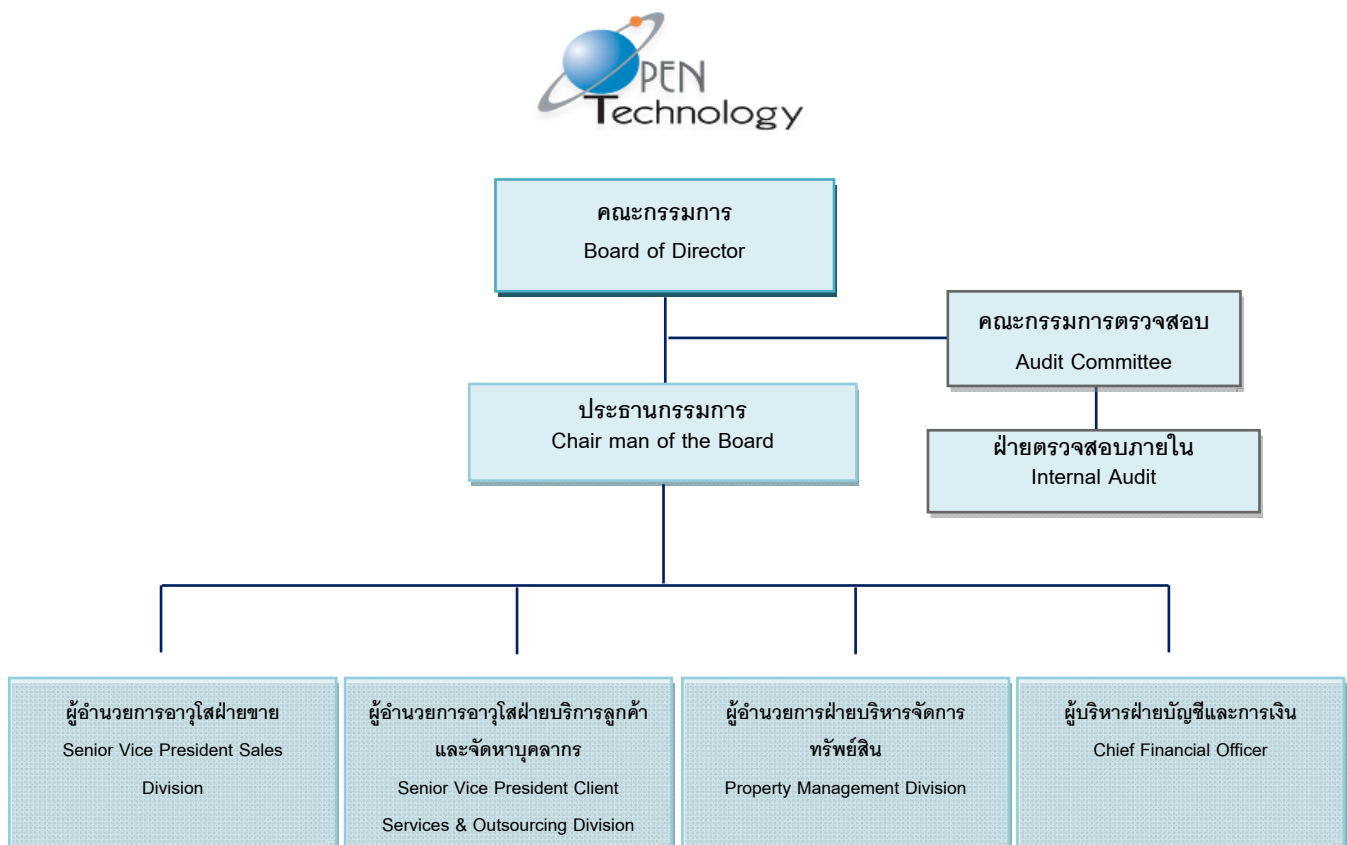 OPEN
Technology
คณะกรรมการ
Board of Director
คณะกรรมการตรวจสอบ
Audit Committee
ประธานกรรมการ
Chair man of the Board
ฝ่ายตรวจสอบภายใน
Internal Audit
ผู้อำนวยการอาวุโสฝ่ายขาย
Senior Vice President Sales
Division
ผู้อำนวยการอาวุโสฝ่ายบริการลูกค้า
และจัดหาบุคลากร
Senior Vice President Client
Services & Outsourcing Division
ผู้อำนวยการฝ่ายบริหารจัดการ
ทรัพย์สิน
Property Management Division
ผู้บริหารฝ่ายบัญชีและการเงิน
Chief Financial Officer